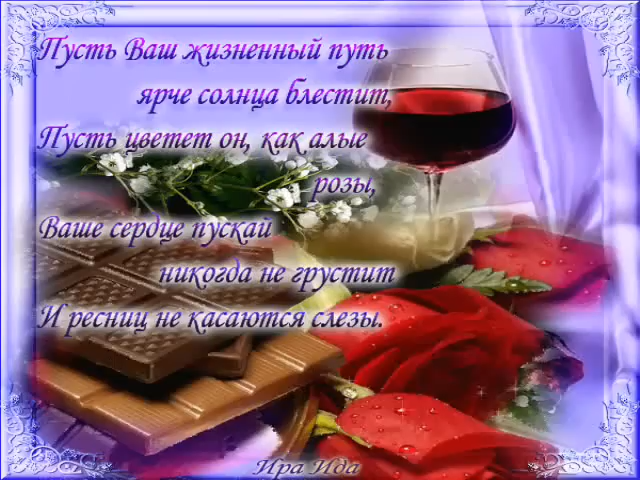 Пусть Ваш жизненный путь
ярче солнца блестит,
Пусть цветет он, как алые
розы,
Ваше сердце пускай
никогда не грустит
И ресниц не касаются слезы.
Ира Ида